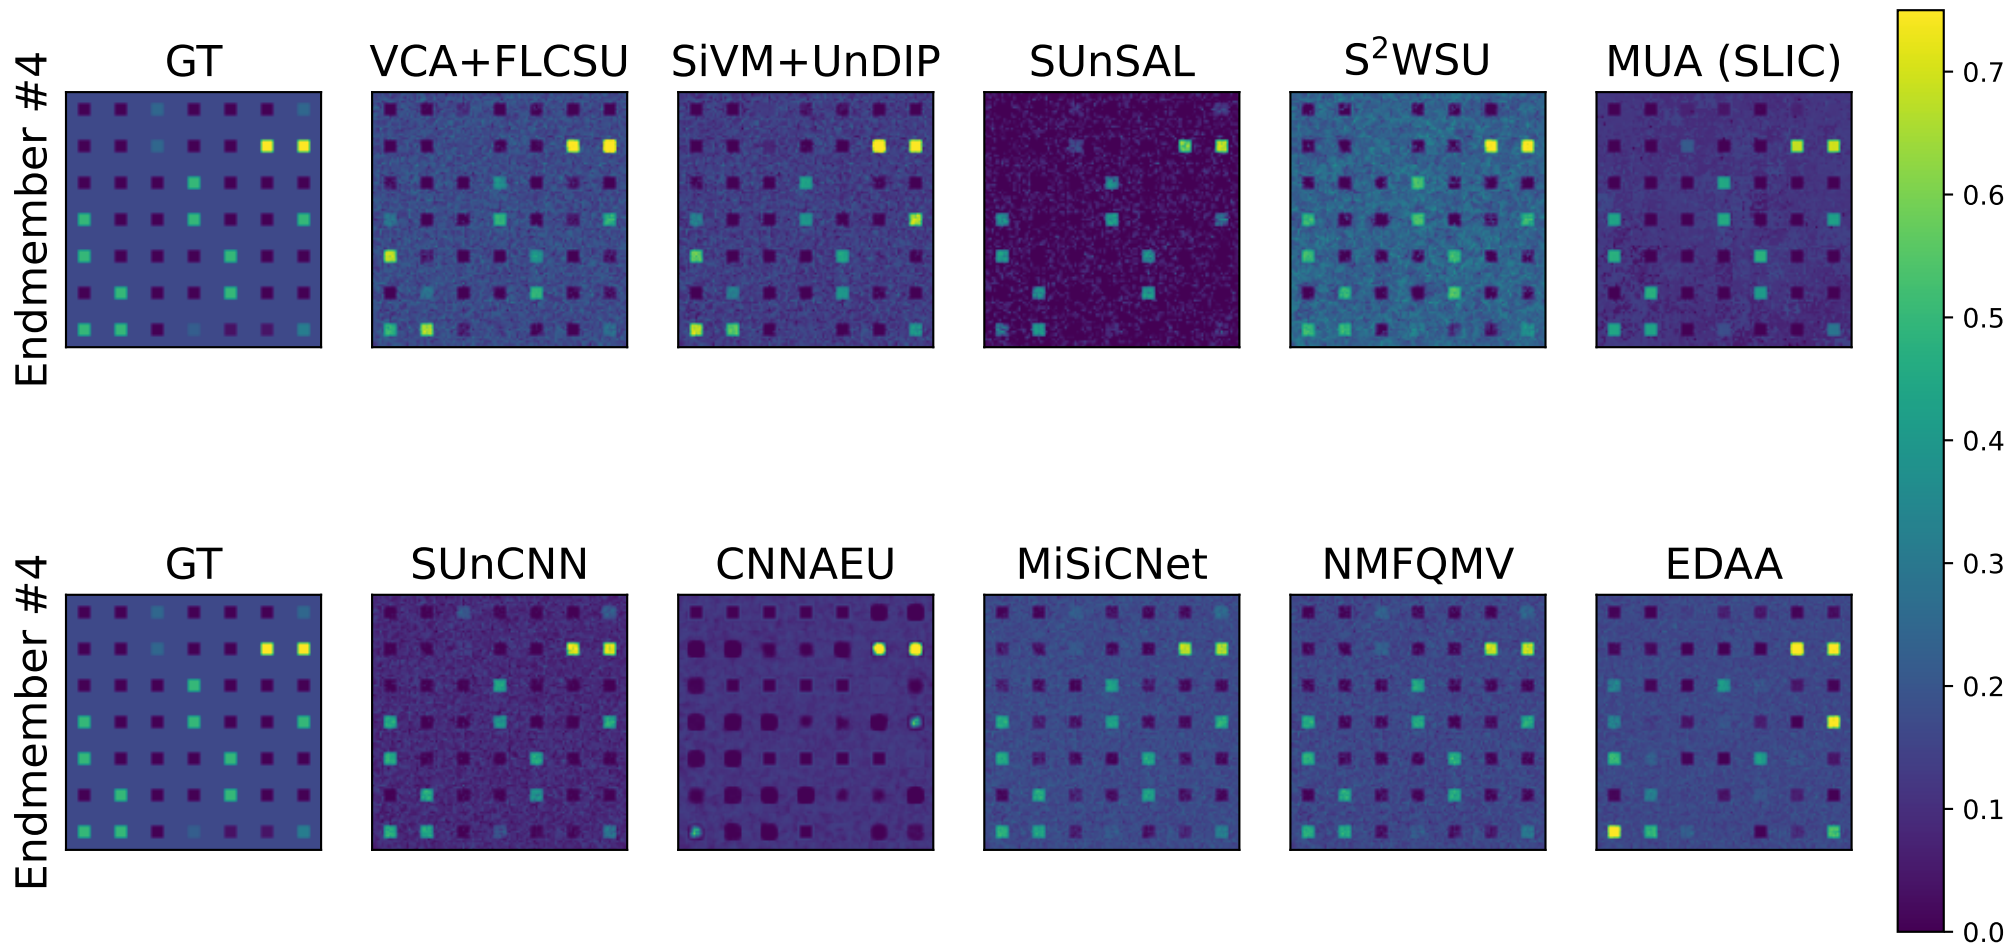 GT VCA+FLCSU SiVM+UnDIP SUnSAL S²WSU MUA (SLIC)
Endmember #4
GT SUnCNN CNNAEU MiSiCNet NMFQMV EDAA
Endmember #4
0.7
0.6
0.5
0.4
0.3
0.2
0.1
0.0